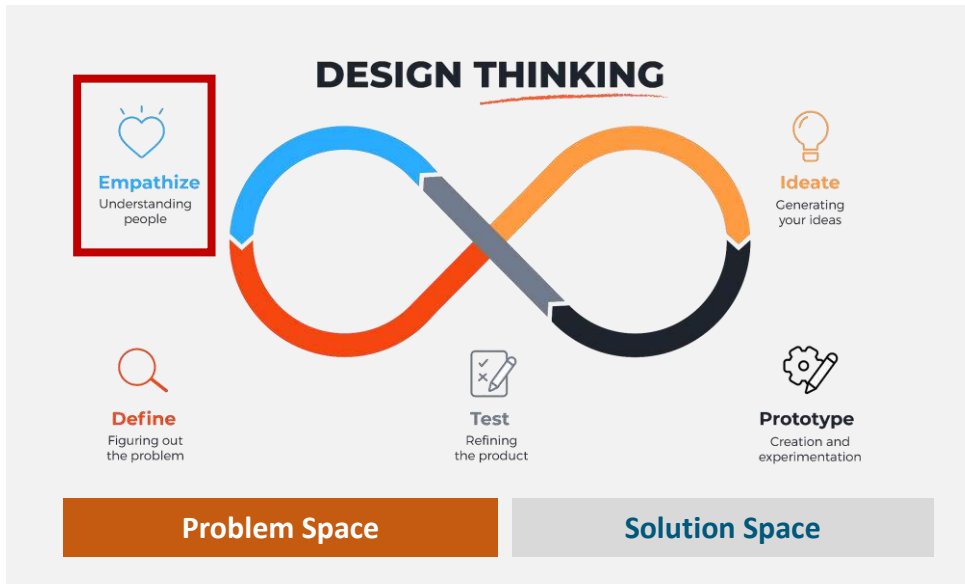 DESIGN THINKING
Empathize
Understanding
people
Ideate
Generating
your ideas
Define
Figuring out
the problem
Test
Refining
the product
Prototype
Creation and
experimentation
Problem Space
Solution Space